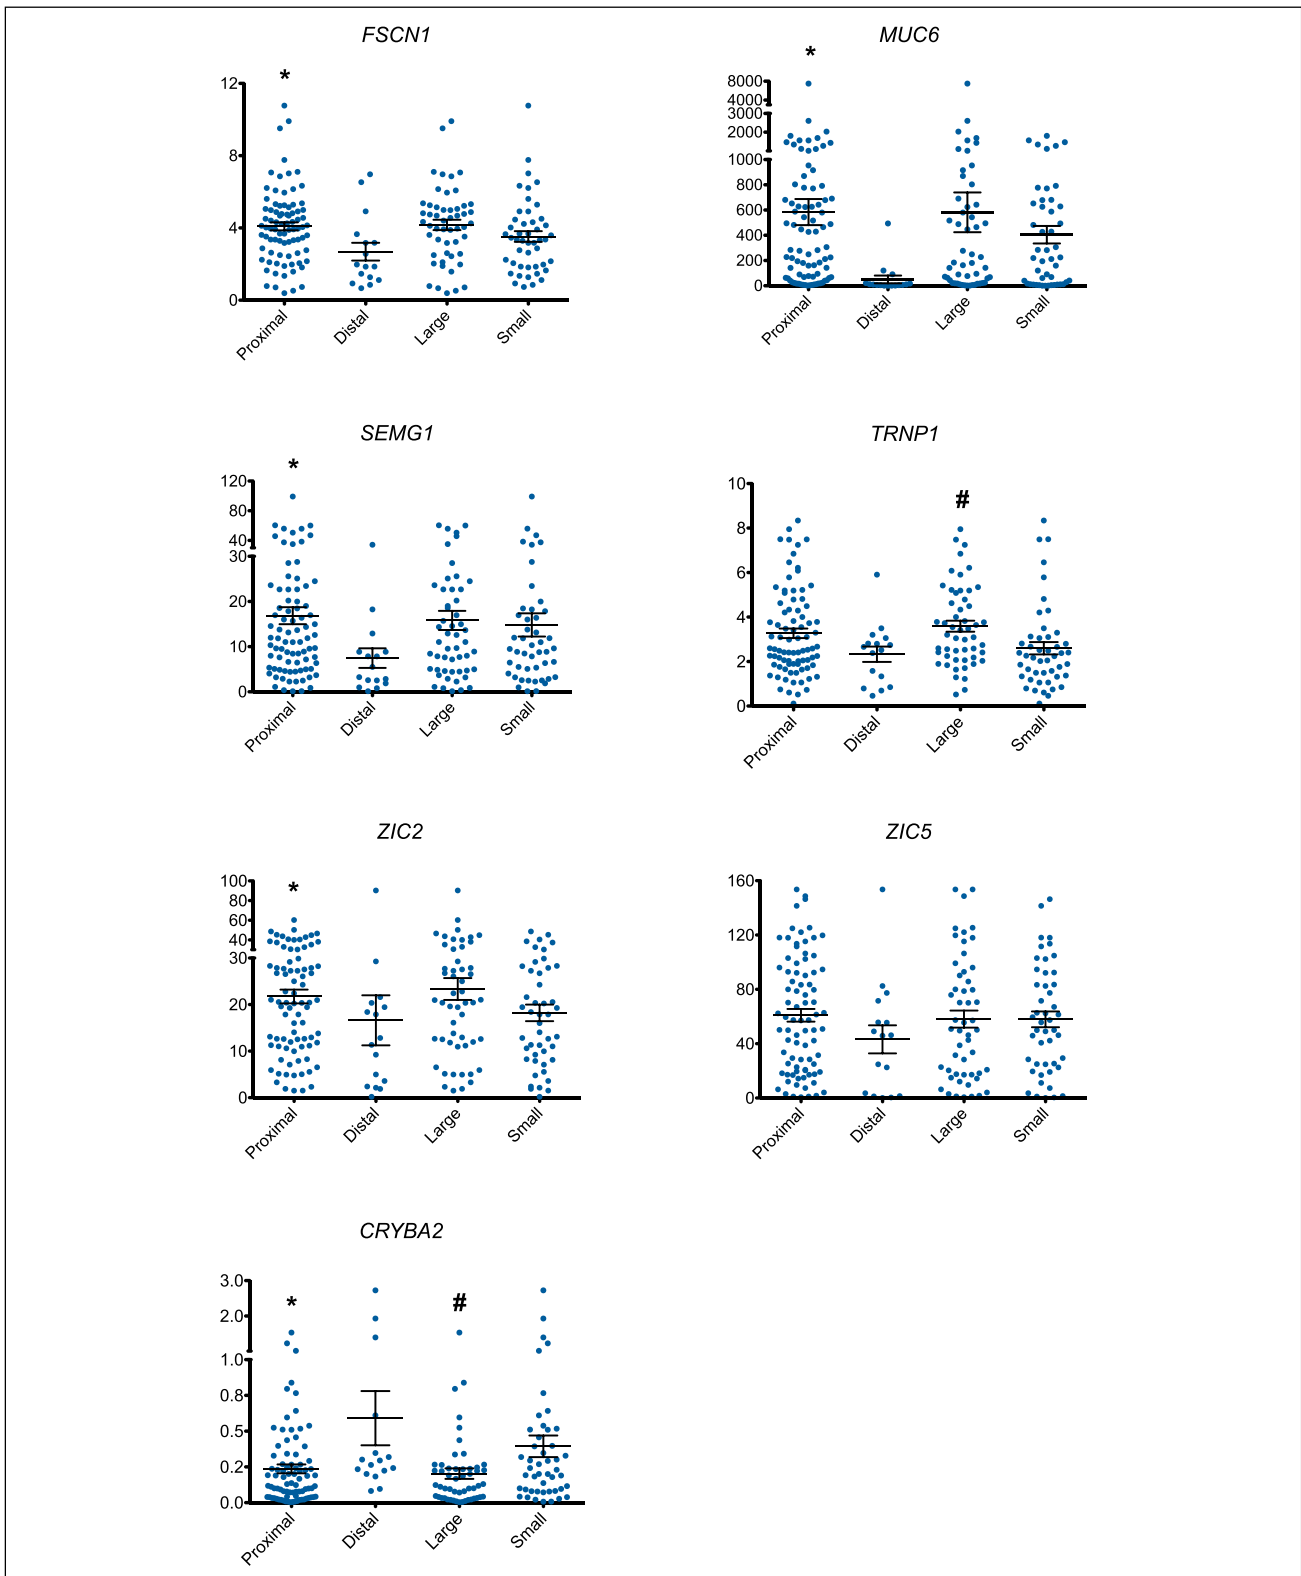 FSCN1
*
12
8
4
0
Proximal
Distal
Large
Small
MUC6
*
8000
4000
3000
2000
1000
800
600
400
200
0
Proximal
Distal
Large
Small
SEMG1
*
120
80
40
30
20
10
0
Proximal
Distal
Large
Small
TRNP1
#
10
8
6
4
2
0
Proximal
Distal
Large
Small
ZIC2
*
100
80
60
40
30
20
10
0
Proximal
Distal
Large
Small
ZIC5
160
120
80
40
0
Proximal
Distal
Large
Small
CRYBA2
* #
3.0
2.0
1.0
0.8
0.5
0.2
0.0
Proximal
Distal
Large
Small